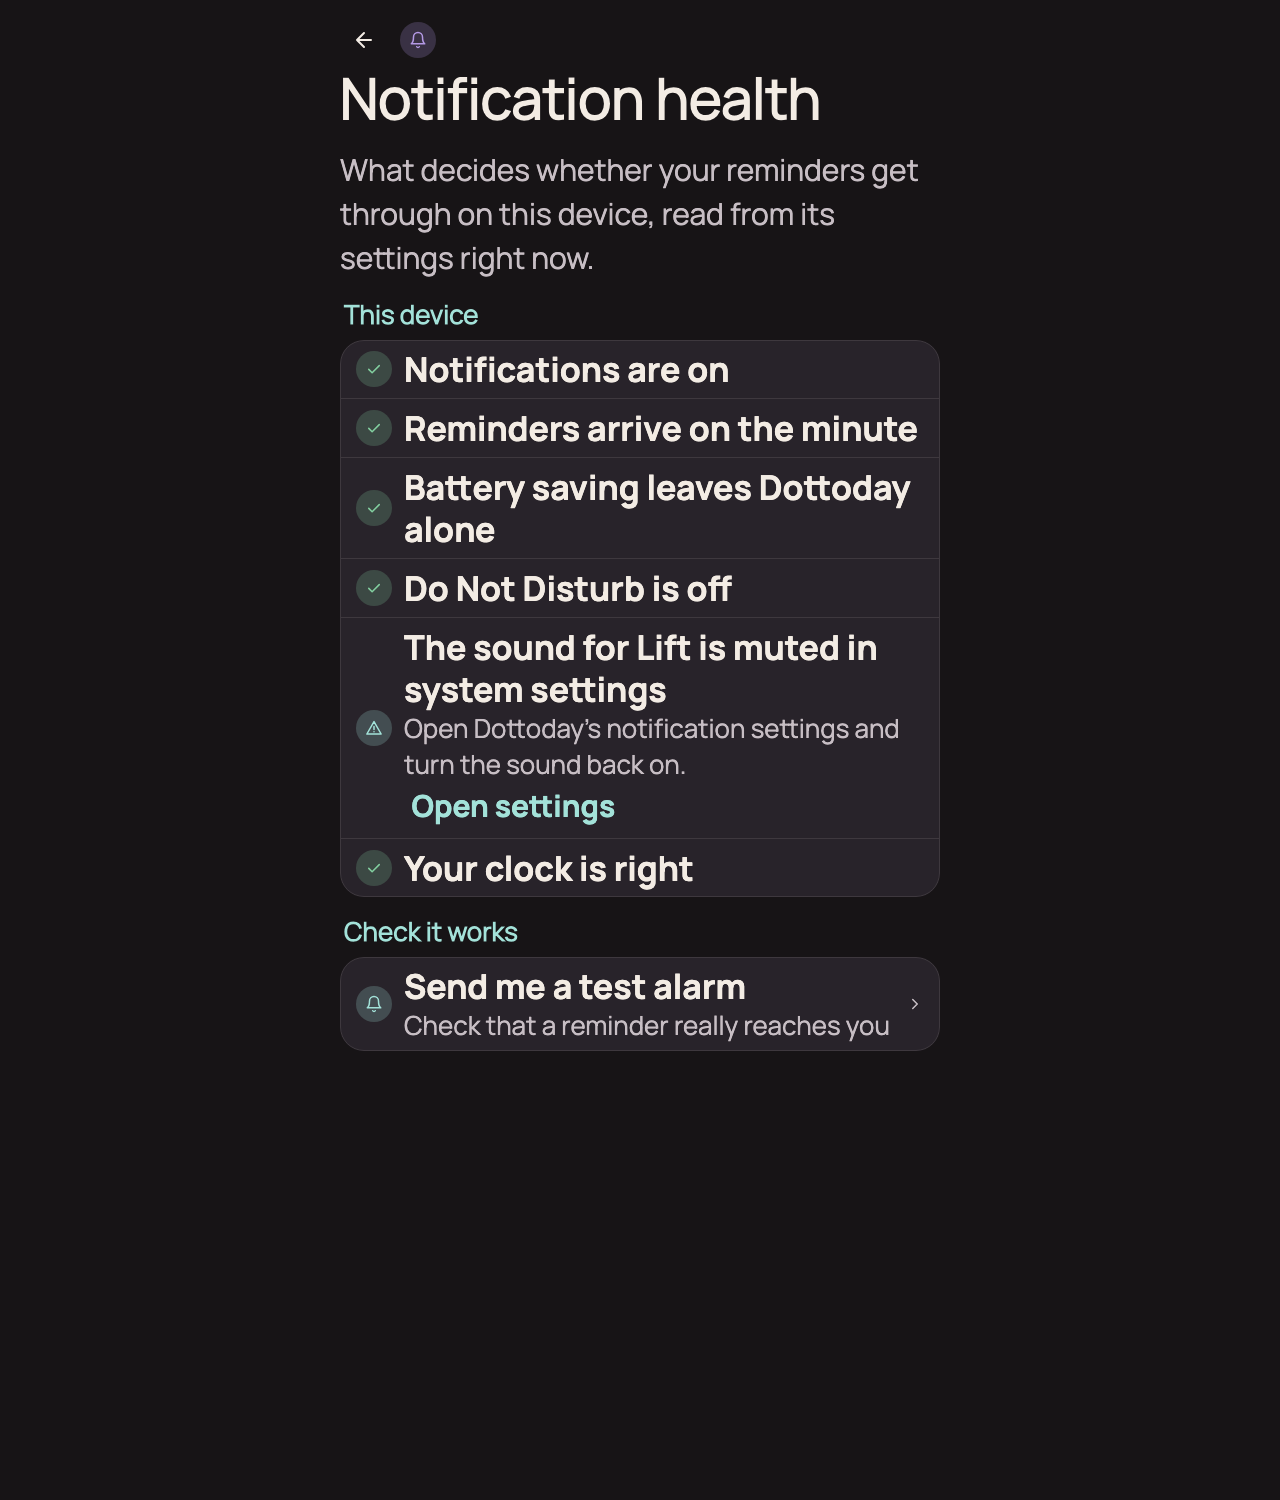 Notification health
What decides whether your reminders get
through on this device, read from its
settings right now.
This device
Notifications are on
Reminders arrive on the minute
Battery saving leaves Dottoday
alone
Do Not Disturb is off
The sound for Lift is muted in
system settings
Open Dottoday's notification settings and
turn the sound back on.
Open settings
Your clock is right
Check it works
Send me a test alarm
Check that a reminder really reaches you